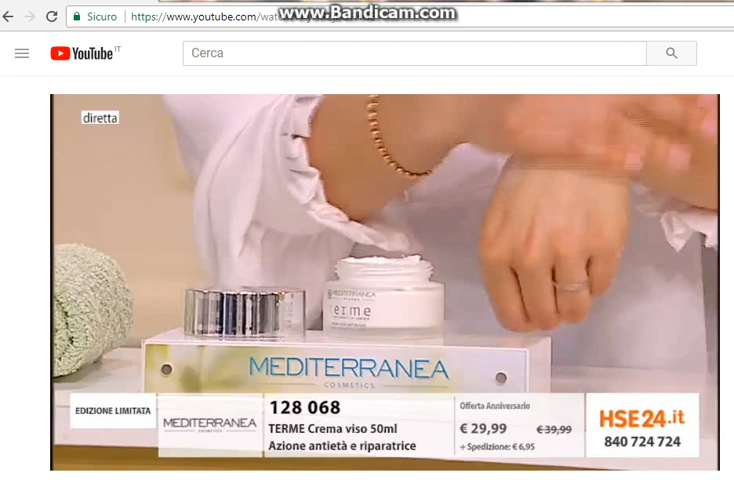 www.Bandicam.com
Sicuro
https://www.youtube.com/wat
YouTube IT
Cerca
diretta
MEDITERRANEA
terme
MEDITERRANEA
COSMETICS
EDIZIONE LIMITATA
MEDITERRANEA
COSMETICS
128 068
TERME Crema viso 50ml
Azione antietà e riparatrice
Offerta Anniversario
€ 29,99 € 39,99
+ Spedizione: € 6,95
HSE24.it
840 724 724